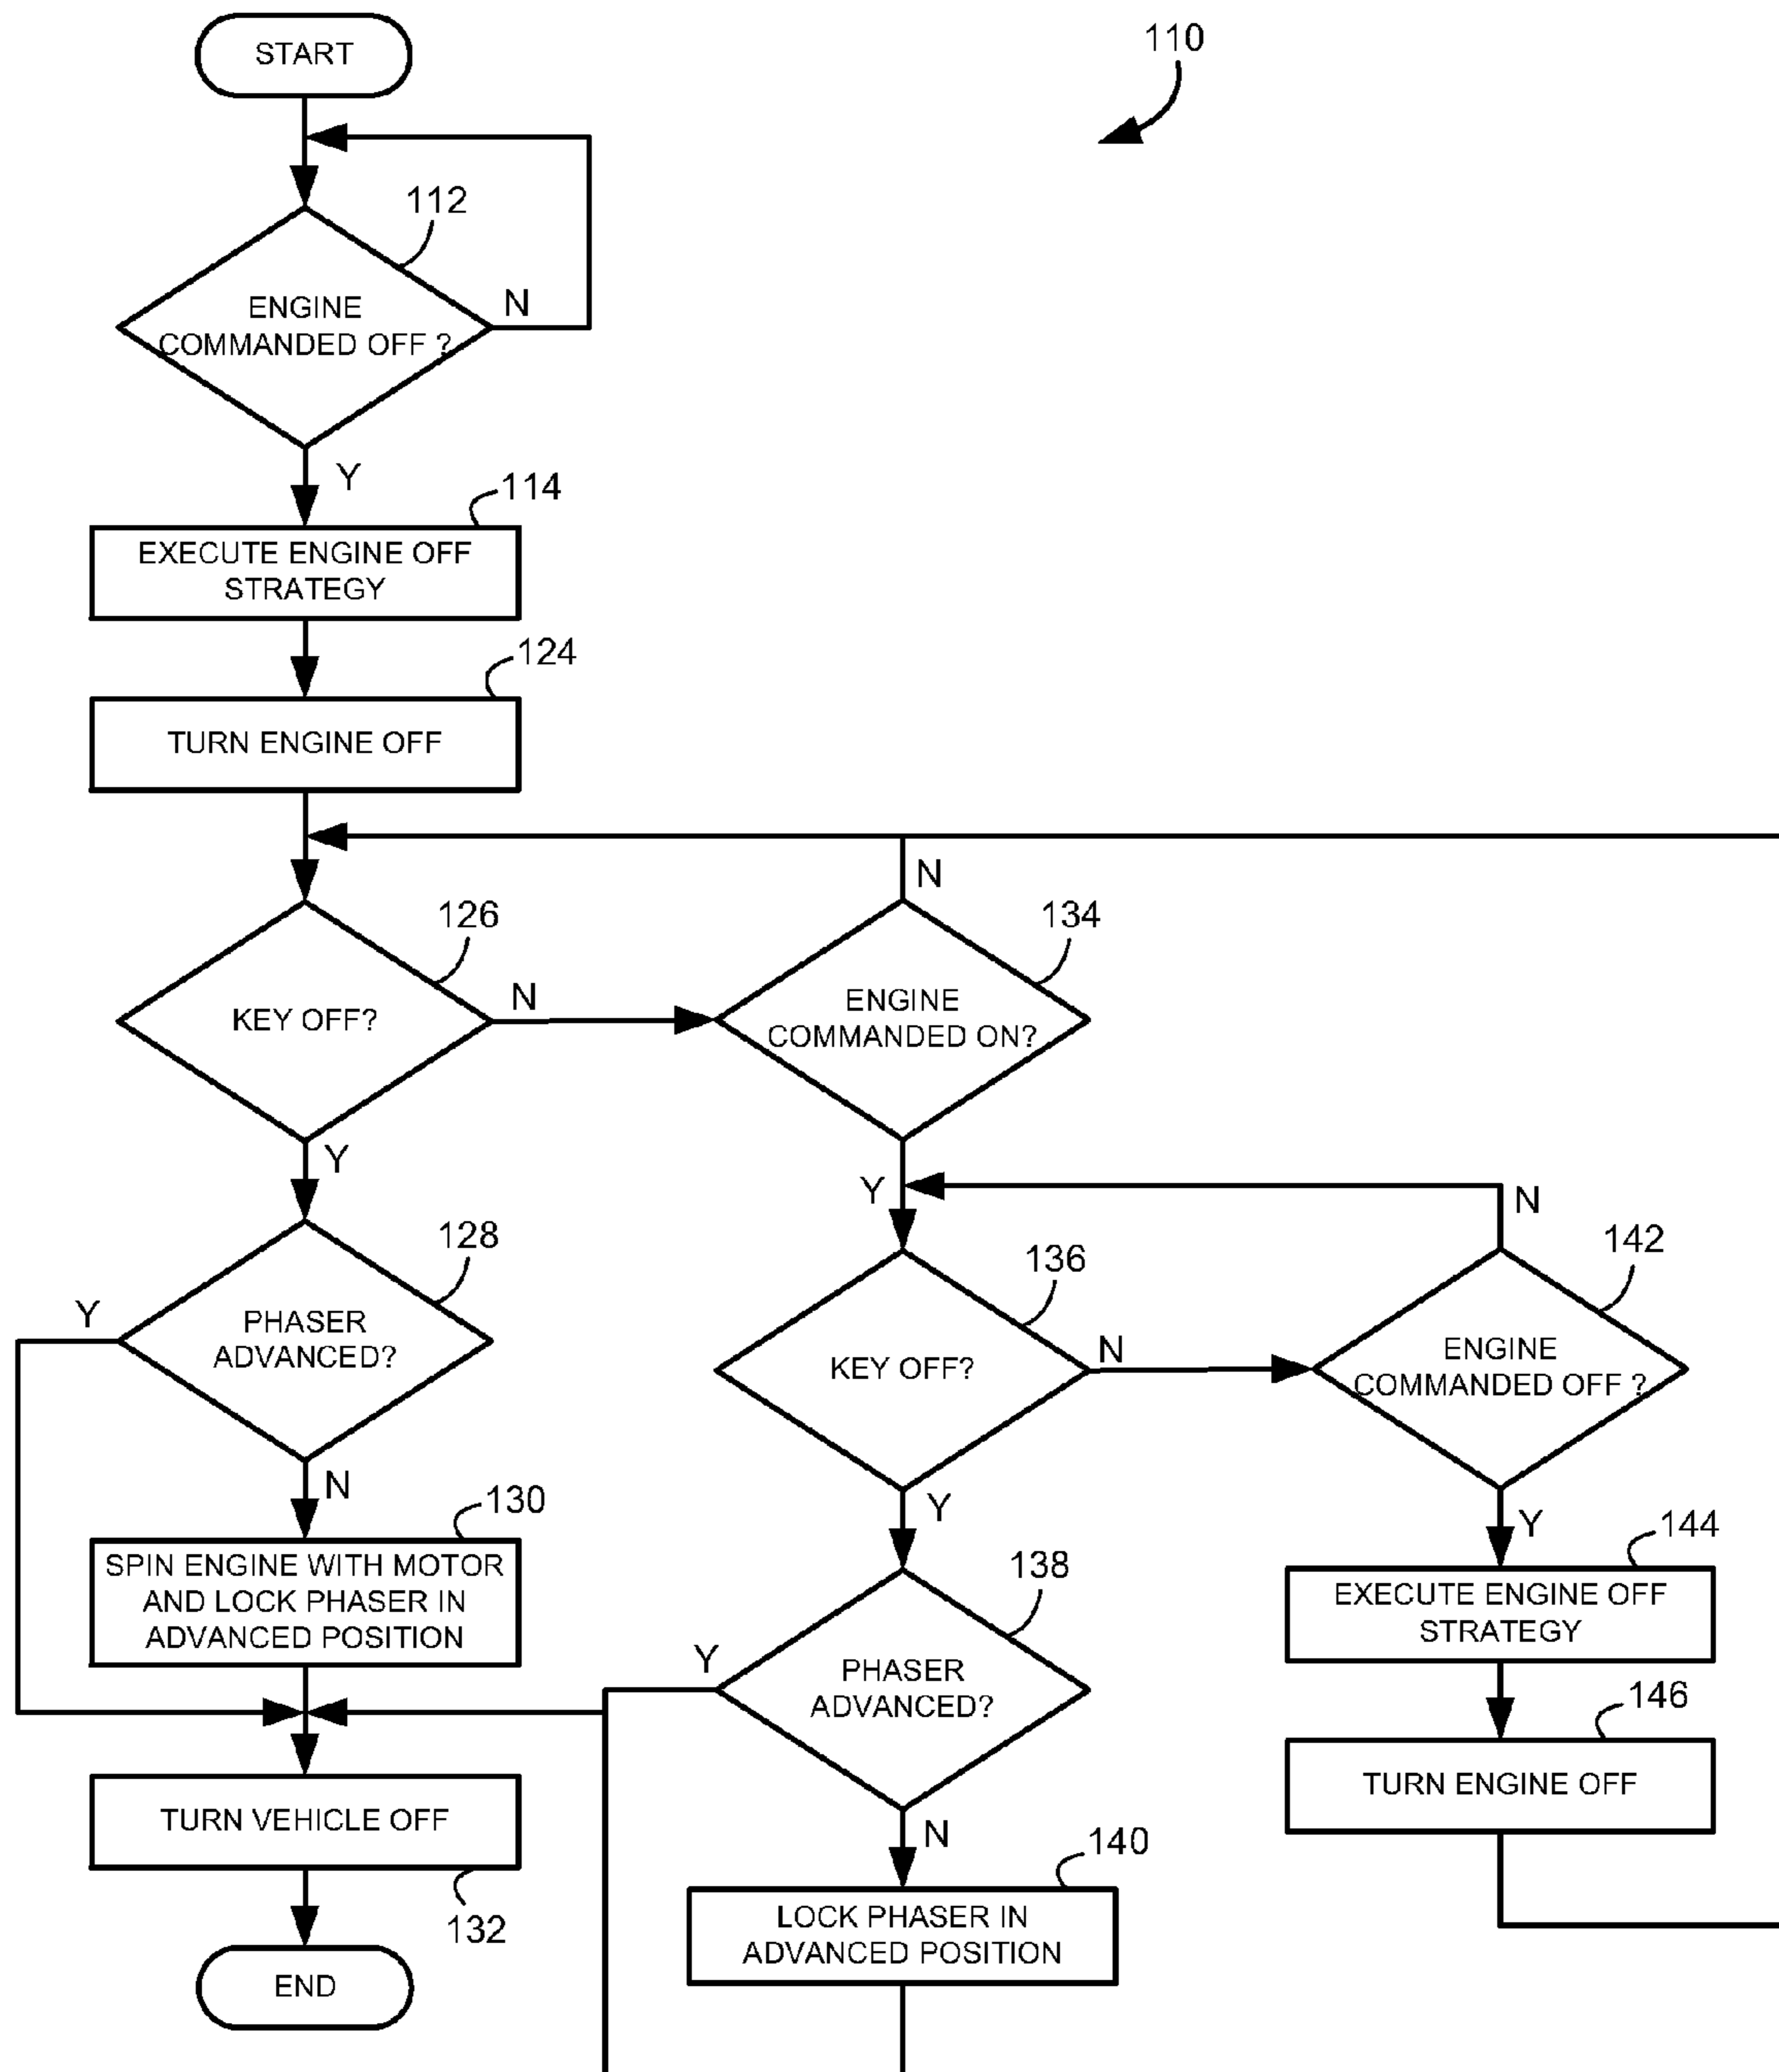 START
110
112
ENGINE
COMMANDED OFF ?
N
Y
114
EXECUTE ENGINE OFF
STRATEGY
124
TURN ENGINE OFF
N
126
134
KEY OFF?
N
ENGINE
COMMANDED ON?
Y
Y
N
128
136
142
Y
PHASER
ADVANCED?
KEY OFF?
N
ENGINE
COMMANDED OFF ?
N
130
Y
Y
144
SPIN ENGINE WITH MOTOR
AND LOCK PHASER IN
ADVANCED POSITION
138
EXECUTE ENGINE OFF
STRATEGY
Y
PHASER
ADVANCED?
146
TURN VEHICLE OFF
TURN ENGINE OFF
N
140
132
LOCK PHASER IN
ADVANCED POSITION
END